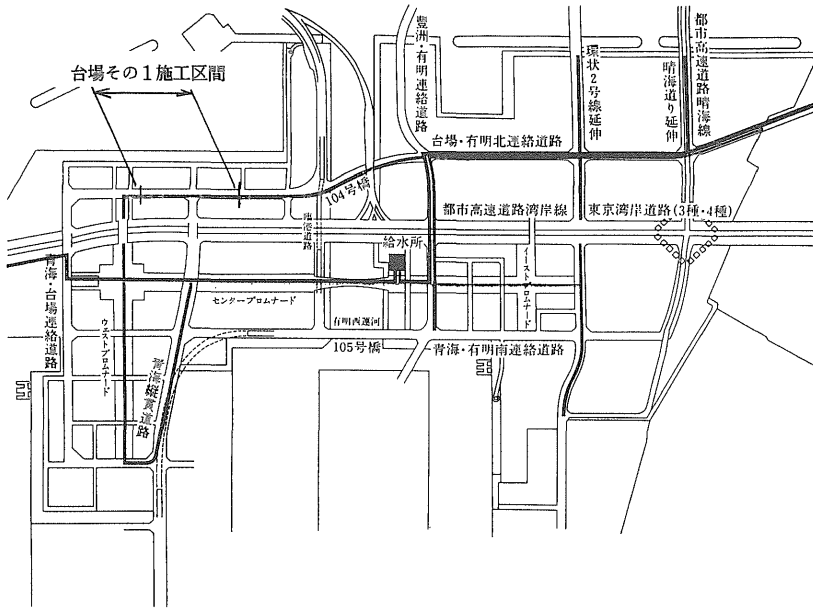 台場その1施工区間
豊洲・有明連絡道路
環状2号線延伸
晴海道り延伸
都市高速道路晴海線
台場・有明北連絡道路
104号橋
臨港道路
都市高速道路湾岸線
東京湾岸道路(3種・4種)
給水所
イーストプロムナード
青海・台場連絡道路
ウエストプロムナード
センタープロムナード
有明西運河
105号橋
青海・有明南連絡道路
青海縦貫道路